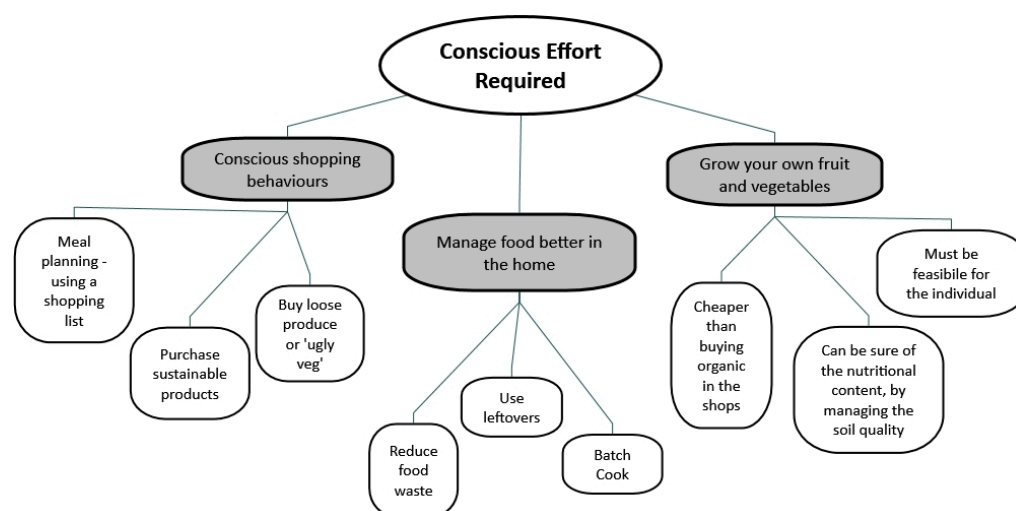 Conscious Effort
Required
Conscious shopping
behaviours
Meal
planning -
using a
shopping
list
Purchase
sustainable
products
Buy loose
produce
or 'ugly
veg'
Manage food better in
the home
Reduce
food
waste
Use
leftovers
Batch
Cook
Grow your own fruit
and vegetables
Cheaper
than
buying
organic
in the
shops
Can be sure of
the nutritional
content, by
managing the
soil quality
Must be
feasibile for
the individual